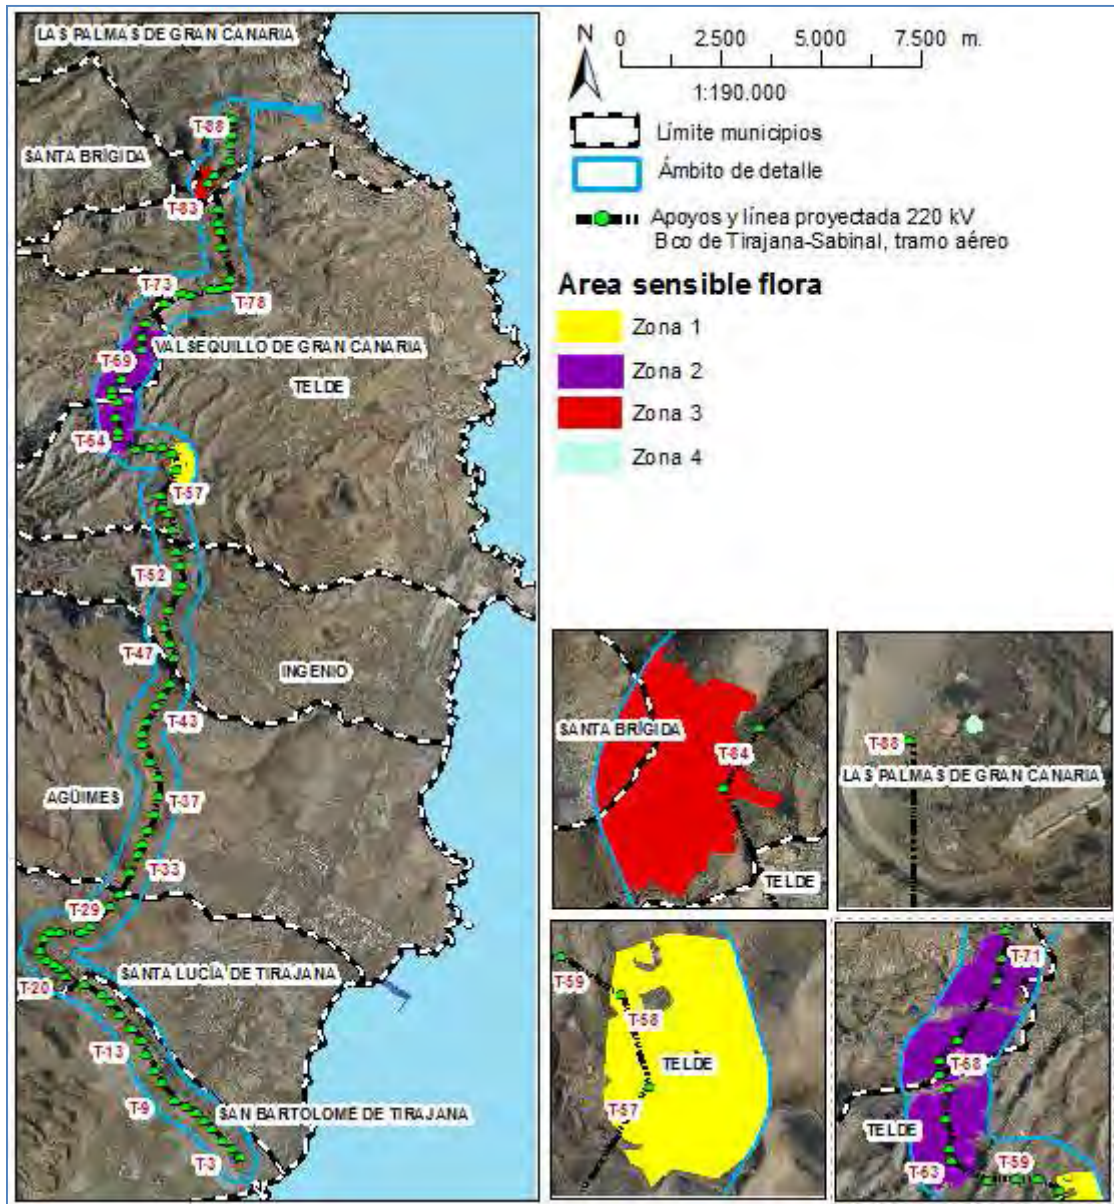 LAS PALMAS DE GRAN CANARIA
T-88
SANTA BRÍGIDA
T-83
T-73
T-78
VALSEQUILLO DE GRAN CANARIA
T-69
TELDE
T-64
T-57
T-52
T-47
INGENIO
T-43
AGÜIMES
T-37
T-33
T-29
SANTA LUCÍA DE TIRAJANA
T-20
T-13
T-9
SAN BARTOLOMÉ DE TIRAJANA
T-3
N
0 2.500 5.000 7.500 m.
1:190.000
Límite municipios
Ámbito de detalle
Apoyos y línea proyectada 220 kV
Bco de Tirajana-Sabinal, tramo aéreo
Area sensible flora
Zona 1
Zona 2
Zona 3
Zona 4
SANTA BRÍGIDA
T-84
TELDE
T-88
LAS PALMAS DE GRAN CANARIA
T-59
T-58
TELDE
T-57
T-71
T-68
TELDE
T-63
T-59